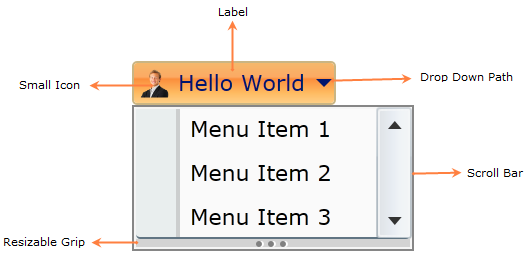 Label
Small Icon
Hello World
Drop Down Path
Menu Item 1
Menu Item 2
Scroll Bar
Menu Item 3
Resizable Grip